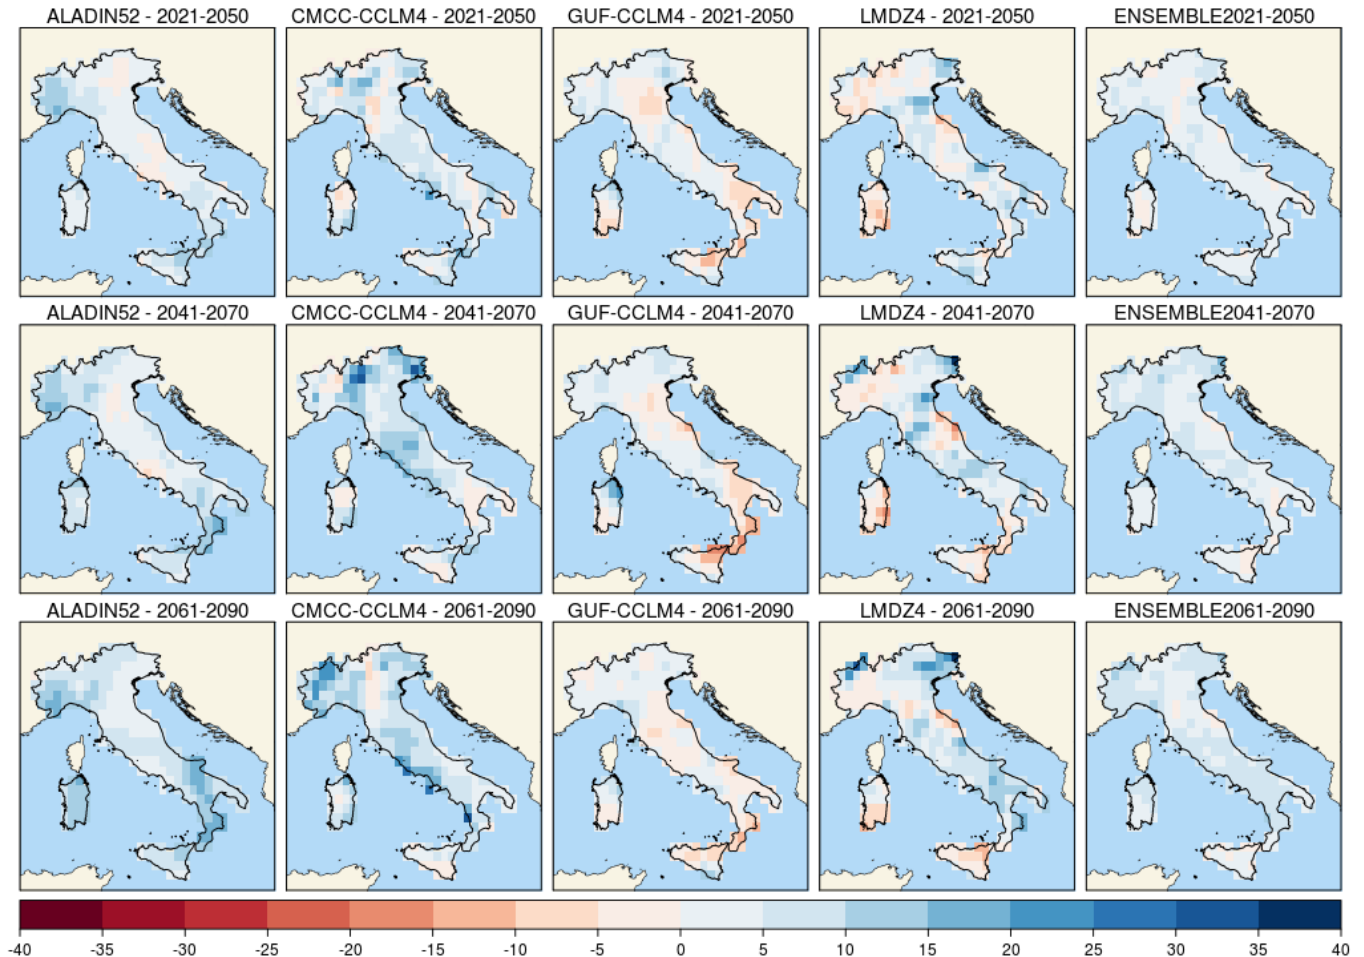 ALADIN52 - 2021-2050 CMCC-CCLM4 - 2021-2050 GUF-CCLM4 - 2021-2050 LMDZ4 - 2021-2050 ENSEMBLE2021-2050
ALADIN52 - 2041-2070 CMCC-CCLM4 - 2041-2070 GUF-CCLM4 - 2041-2070 LMDZ4 - 2041-2070 ENSEMBLE2041-2070
ALADIN52 - 2061-2090 CMCC-CCLM4 - 2061-2090 GUF-CCLM4 - 2061-2090 LMDZ4 - 2061-2090 ENSEMBLE2061-2090
-40 -35 -30 -25 -20 -15 -10 -5 0 5 10 15 20 25 30 35 40